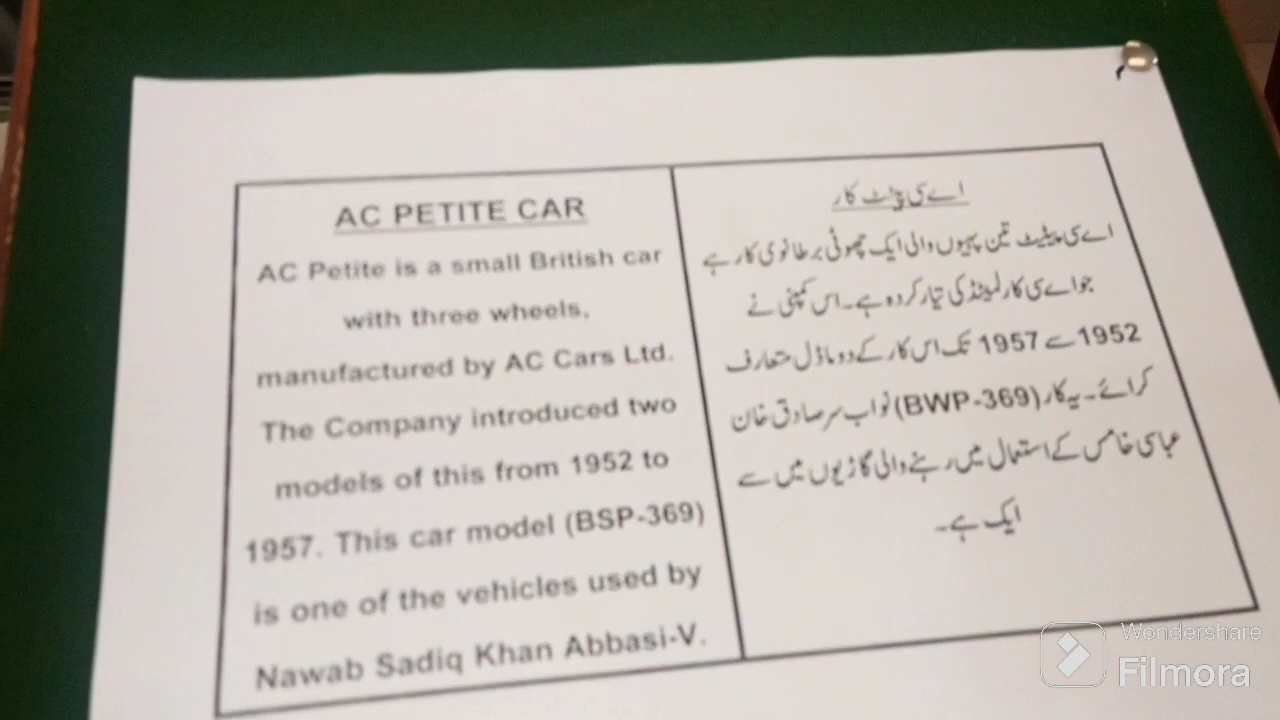 AC PETITE CAR
AC Petite is a small British car
with three wheels,
manufactured by AC Cars Ltd.
The Company introduced two
models of this from 1952 to
1957. This car model (BSP-369)
is one of the vehicles used by
Nawab Sadiq Khan Abbasi-V.
اے سی پیٹٹ کار
اے سی پیٹیٹ تین پہیوں والی ایک چھوٹی برطانوی کار ہے
جو اے سی کار لمیٹڈ کی تیار کردہ ہے۔ اس کمپنی نے
1952 سے 1957 تک اس کار کے دو ماڈل متعارف
کرائے۔ یہ کار (BWP-369) نواب سر صادق خان
عباسی خامس کے استعمال میں رہنے والی گاڑیوں میں سے
ایک ہے۔
Wondershare
Filmora